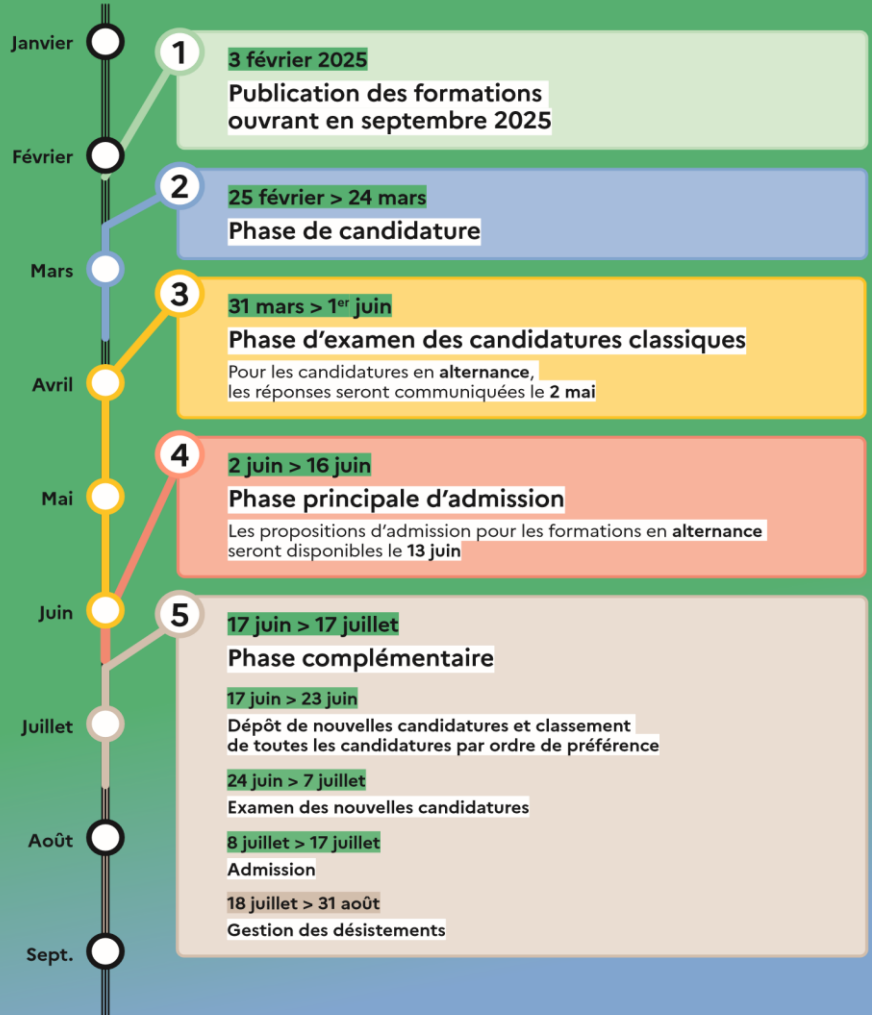 Janvier
Février
Mars
Avril
Mai
Juin
Juillet
Août
Sept.
1
3 février 2025
Publication des formations
ouvrant en septembre 2025
2
25 février > 24 mars
Phase de candidature
3
31 mars > 1er juin
Phase d’examen des candidatures classiques
Pour les candidatures en alternance,
les réponses seront communiquées le 2 mai
4
2 juin > 16 juin
Phase principale d’admission
Les propositions d’admission pour les formations en alternance
seront disponibles le 13 juin
5
17 juin > 17 juillet
Phase complémentaire
17 juin > 23 juin
Dépôt de nouvelles candidatures et classement
de toutes les candidatures par ordre de préférence
24 juin > 7 juillet
Examen des nouvelles candidatures
8 juillet > 17 juillet
Admission
18 juillet > 31 août
Gestion des désistements